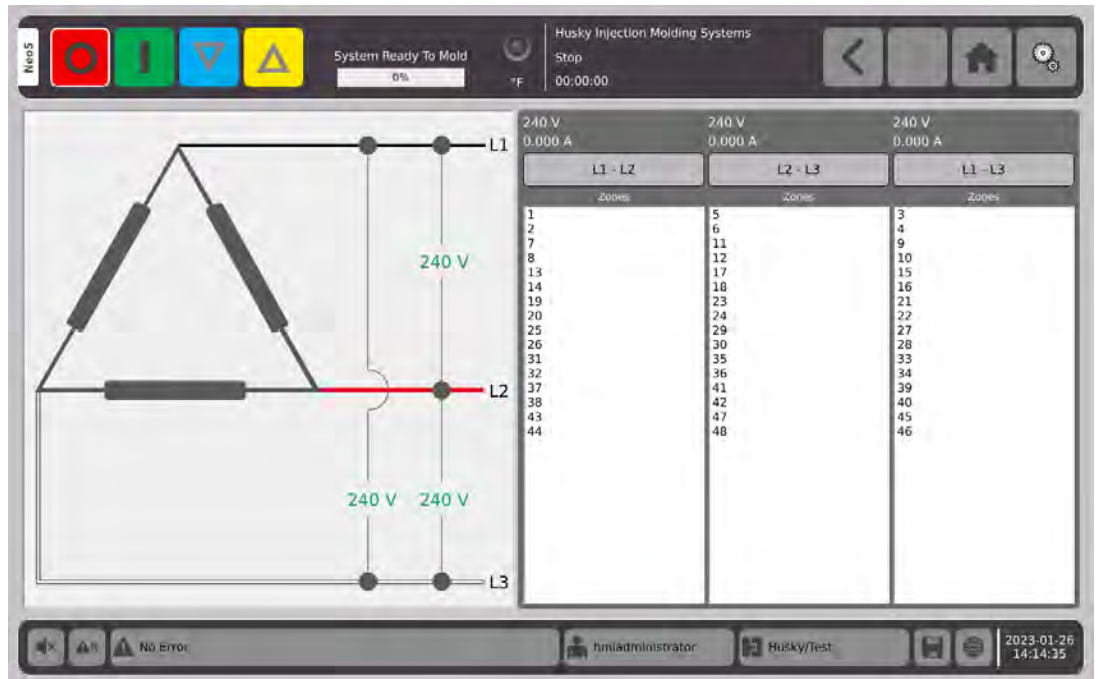 Neo5
System Ready To Mold
0%
°F
Husky Injection Molding Systems
Stop
00:00:00
L1
240 V
L2
240 V 240 V
L3
240 V 240 V 240 V
0.000 A 0.000 A 0.000 A
L1 - L2 L2 - L3 L1 - L3
Zones Zones Zones
1 5 3
2 6 4
7 11 9
8 12 10
13 17 15
14 18 16
19 23 21
20 24 22
25 29 27
26 30 28
31 35 33
32 36 34
37 41 39
38 42 40
43 47 45
44 48 46
No Error
hmiadministrator
Husky/Test
2023-01-26
14:14:35